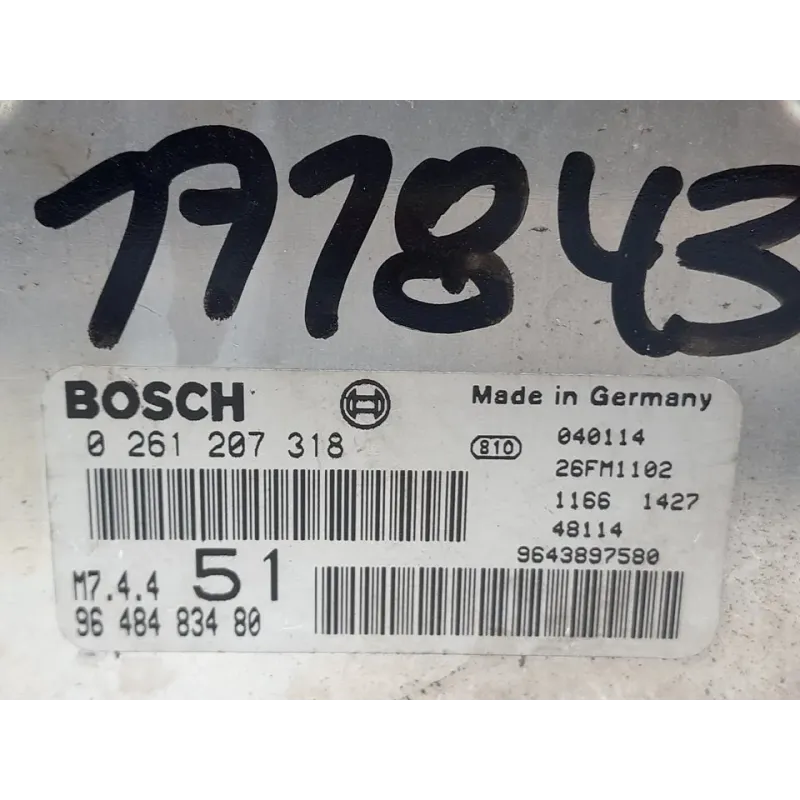 TA1843
BOSCH
Made in Germany
0 261 207 318
810
040114
26FM1102
1166 1427
48114
9643897580
M7.4.4 51
96 484 834 80